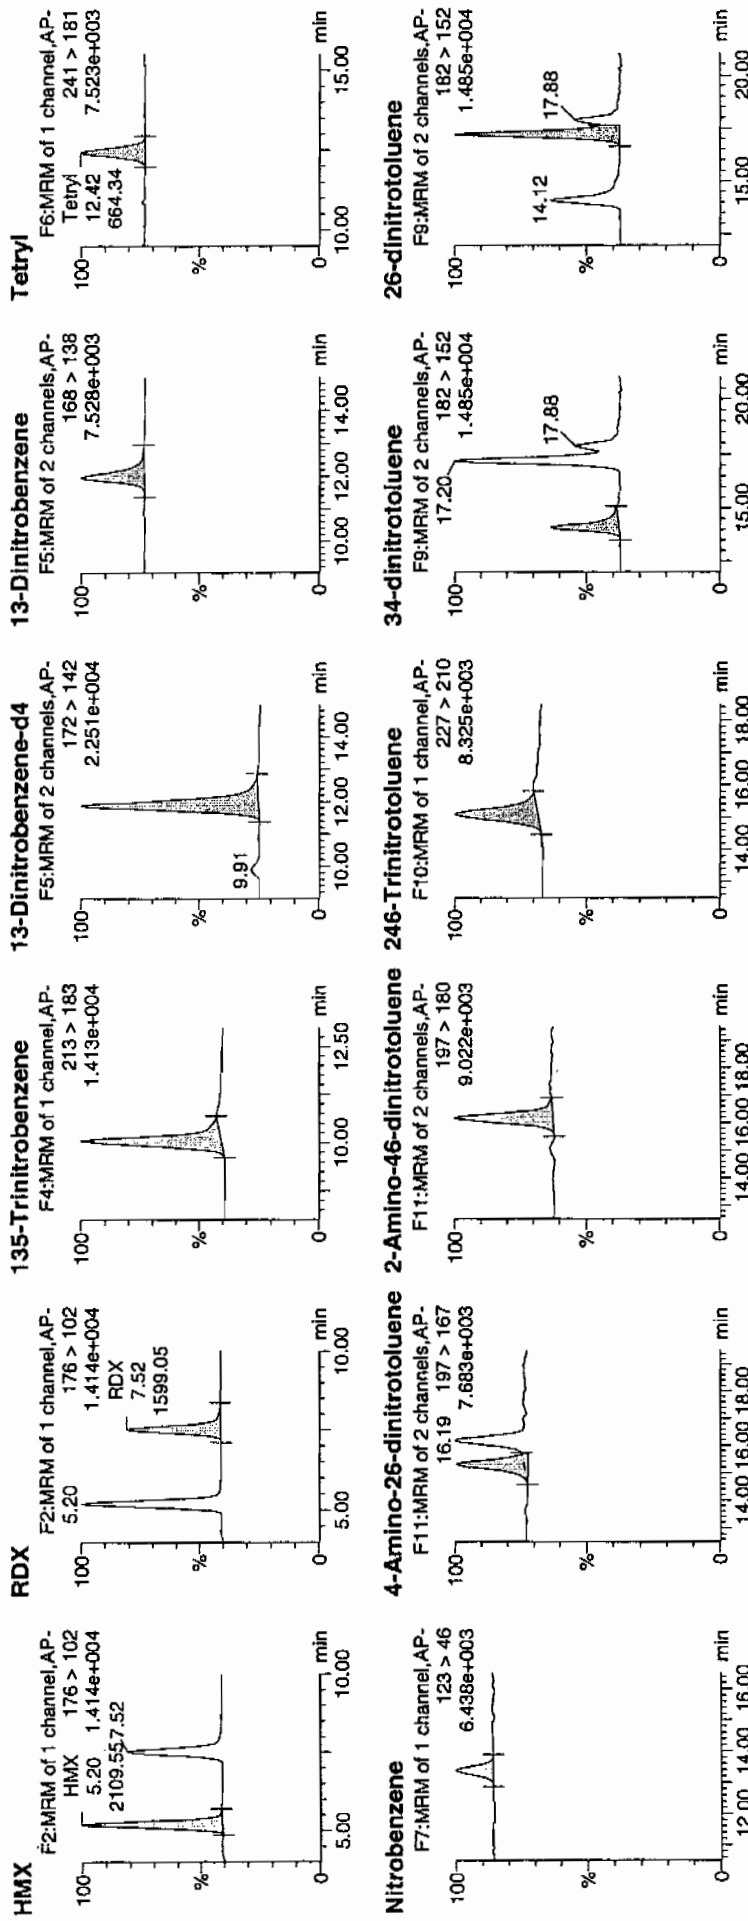 HMX
F2:MRM of 1 channel,AP-
HMX 176 > 102
5.20 1.414e+004
2109.55 7.52
100
%
0
5.00 10.00 min
RDX
F2:MRM of 1 channel,AP-
5.20 176 > 102
1.414e+004
RDX
7.52
1599.05
100
%
0
5.00 10.00 min
135-Trinitrobenzene
F4:MRM of 1 channel,AP-
213 > 183
1.413e+004
100
%
0
10.00 12.50 min
13-Dinitrobenzene-d4
F5:MRM of 2 channels,AP-
172 > 142
2.251e+004
100
9.91
%
0
10.00 12.00 14.00 min
13-Dinitrobenzene
F5:MRM of 2 channels,AP-
168 > 138
7.528e+003
100
%
0
10.00 12.00 14.00 min
Tetryl
F6:MRM of 1 channel,AP-
Tetryl 241 > 181
12.42 7.523e+003
664.34
100
%
0
10.00 15.00 min
Nitrobenzene
F7:MRM of 1 channel,AP-
123 > 46
6.438e+003
100
%
0
12.00 14.00 16.00 min
4-Amino-26-dinitrotoluene
F11:MRM of 2 channels,AP-
16.19 197 > 167
7.683e+003
100
%
0
14.00 16.00 18.00 min
2-Amino-46-dinitrotoluene
F11:MRM of 2 channels,AP-
197 > 180
9.022e+003
100
%
0
14.00 16.00 18.00 min
246-Trinitrotoluene
F10:MRM of 1 channel,AP-
227 > 210
8.325e+003
100
%
0
14.00 16.00 18.00 min
34-dinitrotoluene
F9:MRM of 2 channels,AP-
17.20 182 > 152
1.485e+004
17.88
100
%
0
15.00 20.00 min
26-dinitrotoluene
F9:MRM of 2 channels,AP-
182 > 152
1.485e+004
14.12 17.88
100
%
0
15.00 20.00 min